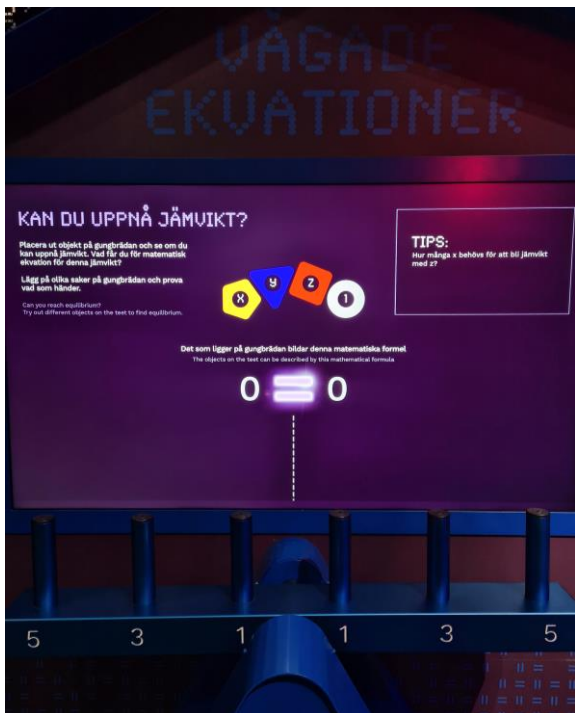 VÅGADE
EKVATIONER
KAN DU UPPNÅ JÄMVIKT?
Placera ut objekt på gungbrädan och se om du
kan uppnå jämvikt. Vad får du för matematisk
ekvation för denna jämvikt?
Lägg på olika saker på gungbrädan och prova
vad som händer.
Can you reach equilibrium?
Try out different objects on the teet to find equilibrium.
TIPS:
Hur många x behövs för att bli jämvikt
med z?
X y z 1
Det som ligger på gungbrädan bildar denna matematiska formel
The objects on the teet can be described by this mathematical formula
0 = 0
5 3 1 1 3 5